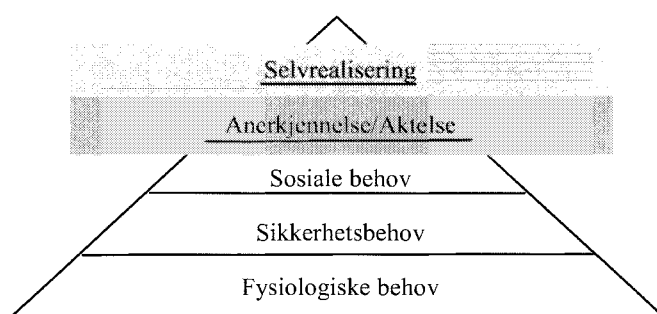 Selvrealisering
Anerkjennelse/Aktelse
Sosiale behov
Sikkerhetsbehov
Fysiologiske behov